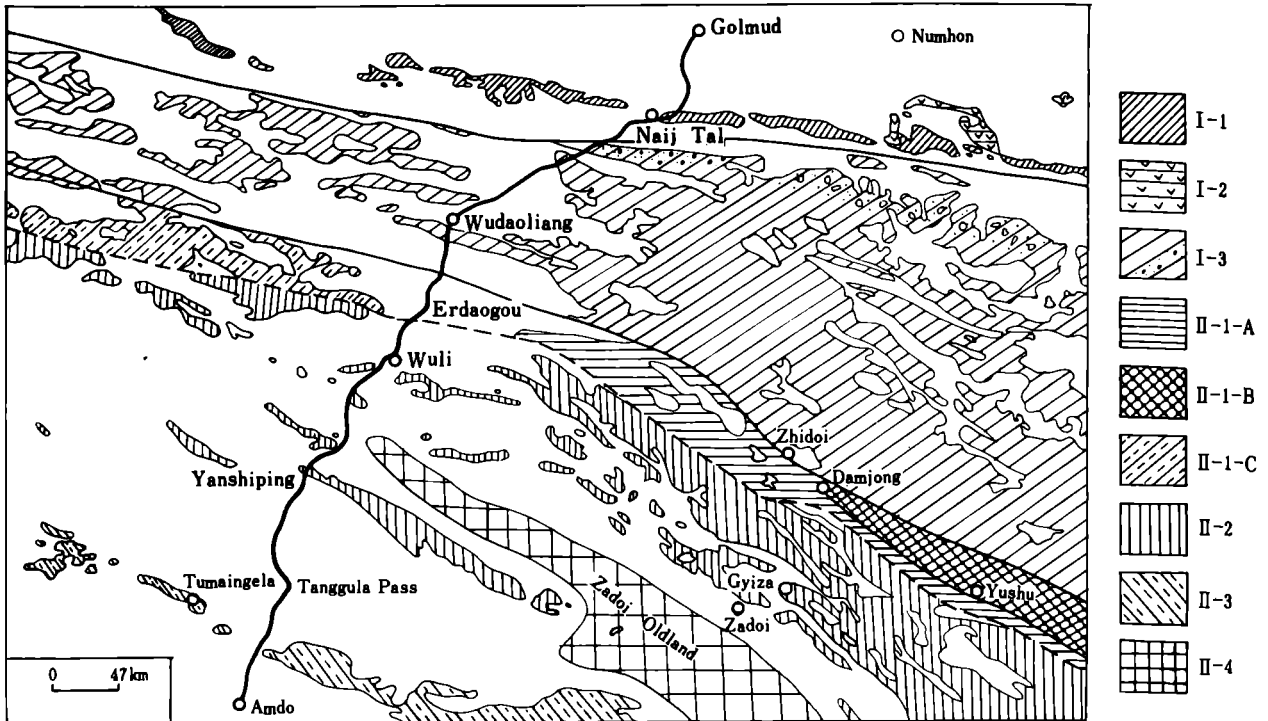 Golmud
Numhon
Naij Tal
Wudaoliang
Erdaogou
Wuli
Zhidoi
Damjong
Yanshiping
Tumaingela
Tanggula Pass
Gyiza
Yushu
Zadoi
Zadoi Oldland
Amdo
0 47km
I-1
I-2
I-3
II-1-A
II-1-B
II-1-C
II-2
II-3
II-4